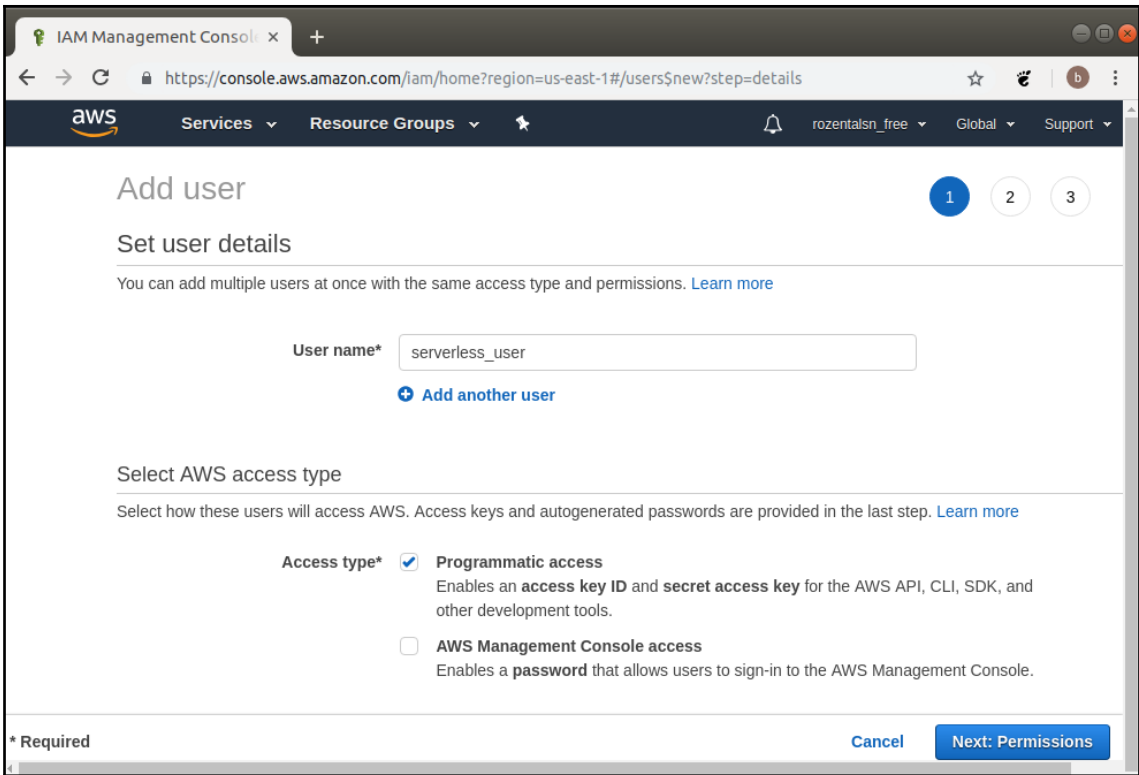 IAM Management Consol
https://console.aws.amazon.com/iam/home?region=us-east-1#/users$new?step=details
b
aws
Services
Resource Groups
rozentalsn_free
Global
Support
Add user
1
2
3
Set user details
You can add multiple users at once with the same access type and permissions. Learn more
User name*
serverless_user
Add another user
Select AWS access type
Select how these users will access AWS. Access keys and autogenerated passwords are provided in the last step. Learn more
Access type*
Programmatic access
Enables an access key ID and secret access key for the AWS API, CLI, SDK, and
other development tools.
AWS Management Console access
Enables a password that allows users to sign-in to the AWS Management Console.
* Required
Cancel
Next: Permissions